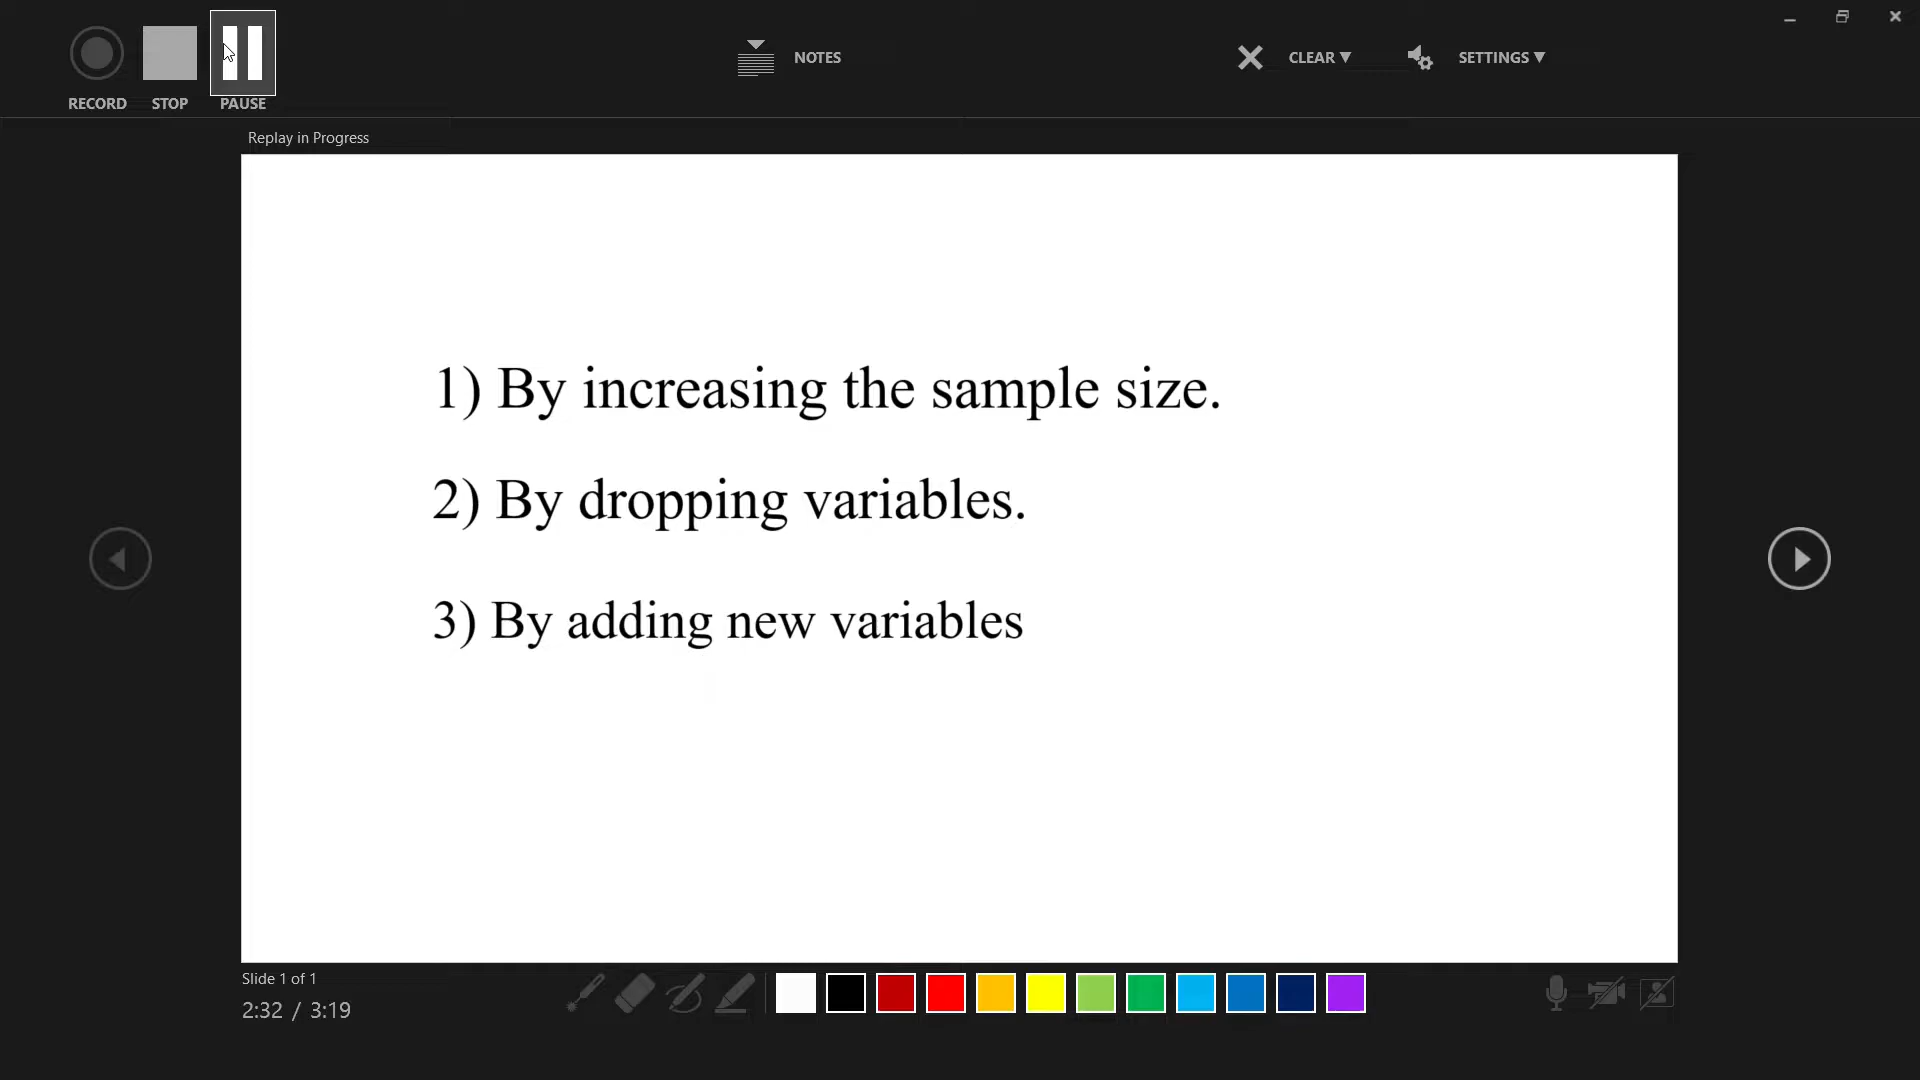 RECORD STOP PAUSE
NOTES
CLEAR
SETTINGS
Replay in Progress
1) By increasing the sample size.
2) By dropping variables.
3) By adding new variables
Slide 1 of 1
2:32 / 3:19